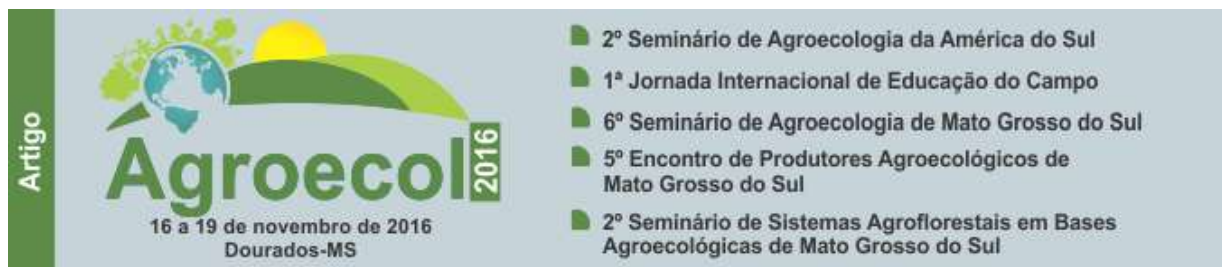 Artigo
Agroecol
2016
16 a 19 de novembro de 2016
Dourados-MS
2º Seminário de Agroecologia da América do Sul
1ª Jornada Internacional de Educação do Campo
6º Seminário de Agroecologia de Mato Grosso do Sul
5º Encontro de Produtores Agroecológicos de
Mato Grosso do Sul
2º Seminário de Sistemas Agroflorestais em Bases
Agroecológicas de Mato Grosso do Sul